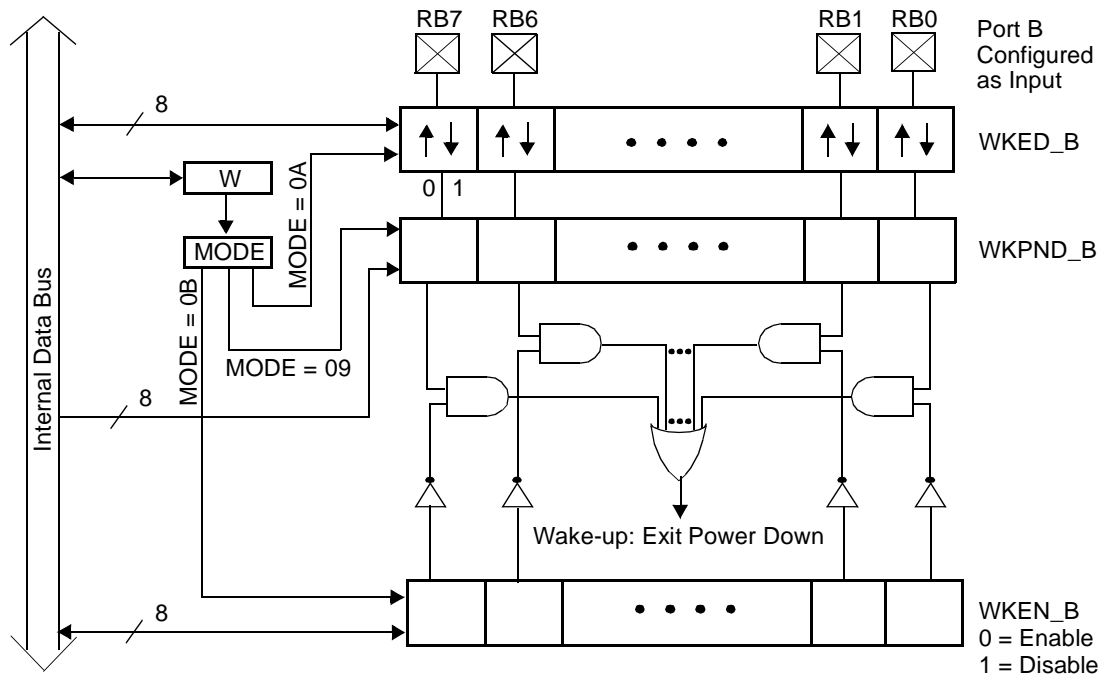 RB7 RB6 RB1 RB0
Port B
Configured
as Input
8
WKED_B
W
0 1
MODE = 0A
MODE
WKPND_B
Internal Data Bus
MODE = 0B
MODE = 09
8
Wake-up: Exit Power Down
8
WKEN_B
0 = Enable
1 = Disable